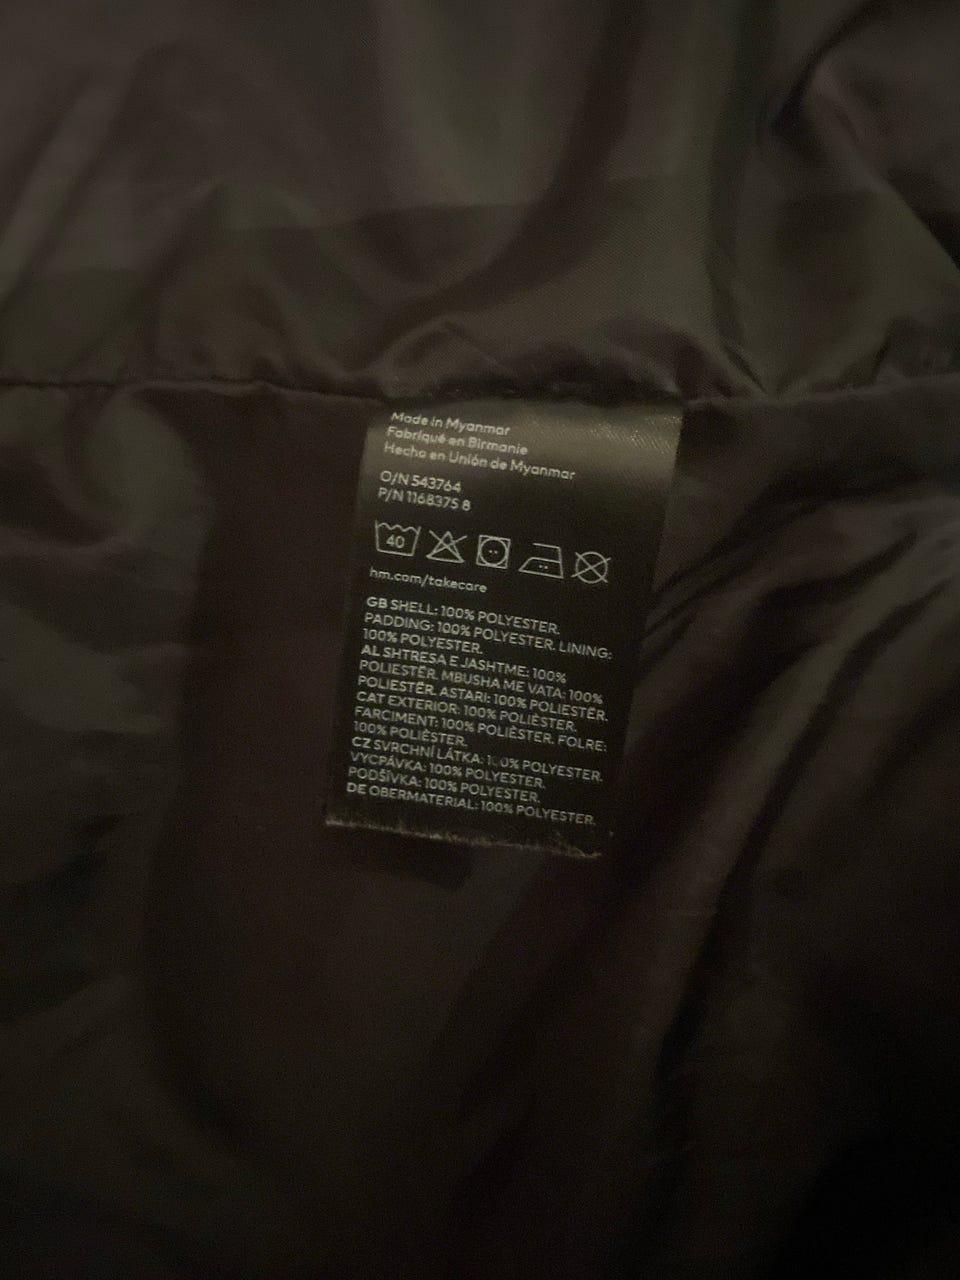 Made in Myanmar
Fabriqué en Birmanie
Hecho en Unión de Myanmar
O/N 543764
P/N 1168375 8
40
hm.com/takecare
GB SHELL: 100% POLYESTER.
PADDING: 100% POLYESTER. LINING:
100% POLYESTER.
AL SHTRESA E JASHTME: 100%
POLIESTËR. MBUSHA ME VATA: 100%
POLIESTËR. ASTARI: 100% POLIESTËR.
CAT EXTERIOR: 100% POLIÈSTER.
FARCIMENT: 100% POLIÈSTER. FOLRE:
100% POLIÈSTER.
CZ SVRCHNÍ LÁTKA: 100% POLYESTER.
VYCPÁVKA: 100% POLYESTER.
PODŠÍVKA: 100% POLYESTER.
DE OBERMATERIAL: 100% POLYESTER.